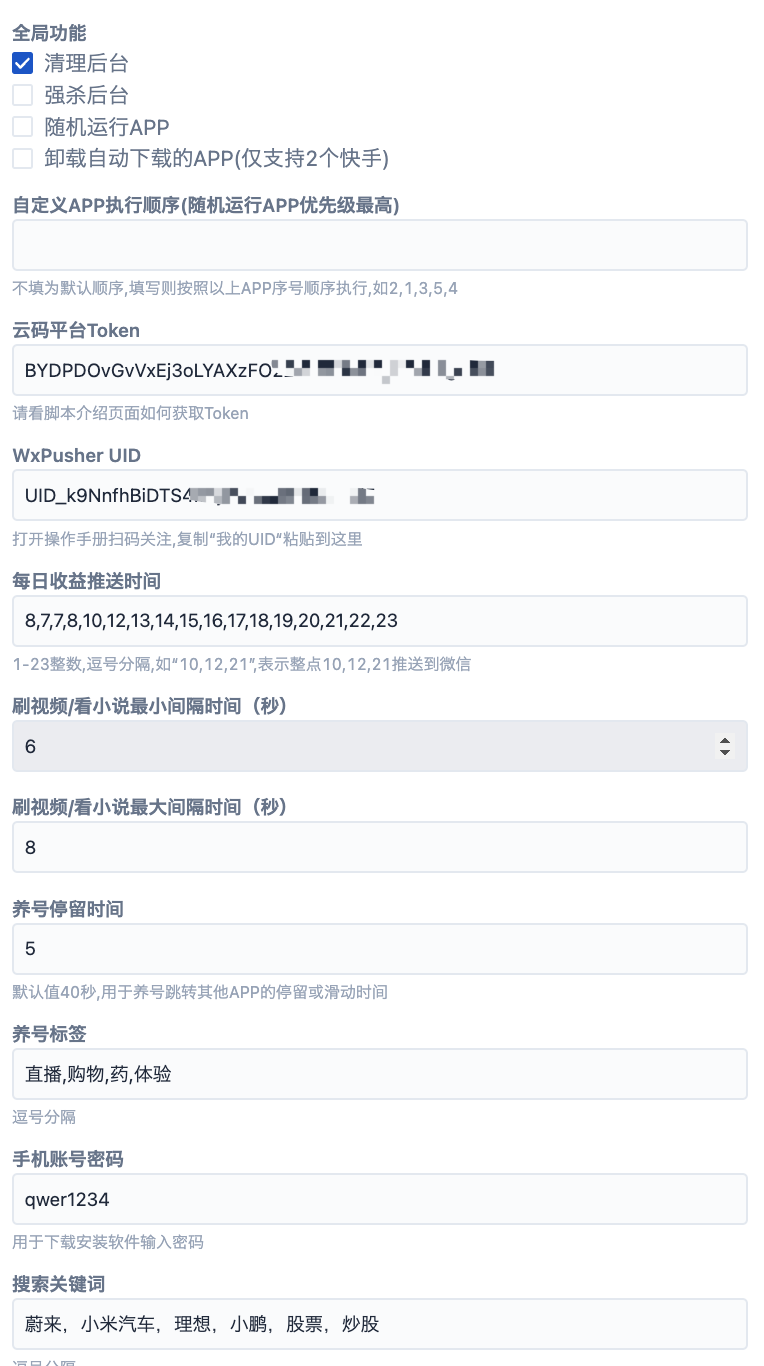 全局功能
清理后台
强杀后台
随机运行APP
卸载自动下载的APP(仅支持2个快手)
自定义APP执行顺序(随机运行APP优先级最高)
不填为默认顺序,填写则按照以上APP序号顺序执行,如2,1,3,5,4
云码平台Token
BYDPDOvGvVxEj3oLYAXzFO
请看脚本介绍页面如何获取Token
WxPusher UID
UID_k9NnfhBiDTS4
打开操作手册扫码关注,复制“我的UID”粘贴到这里
每日收益推送时间
8,7,7,8,10,12,13,14,15,16,17,18,19,20,21,22,23
1-23整数,逗号分隔,如“10,12,21”,表示整点10,12,21推送到微信
刷视频/看小说最小间隔时间（秒）
6
刷视频/看小说最大间隔时间（秒）
8
养号停留时间
5
默认值40秒,用于养号跳转其他APP的停留或滑动时间
养号标签
直播,购物,药,体验
逗号分隔
手机账号密码
qwer1234
用于下载安装软件输入密码
搜索关键词
蔚来，小米汽车，理想，小鹏，股票，炒股